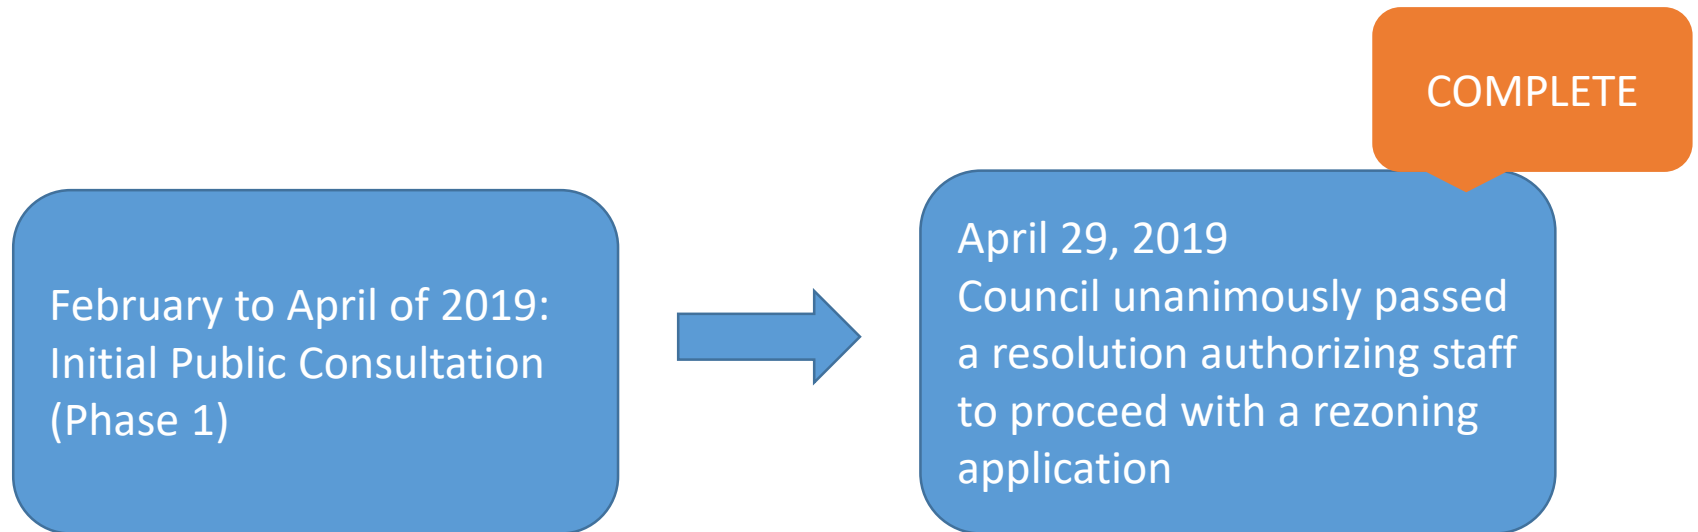 COMPLETE
February to April of 2019:
Initial Public Consultation
(Phase 1)
April 29, 2019
Council unanimously passed
a resolution authorizing staff
to proceed with a rezoning
application